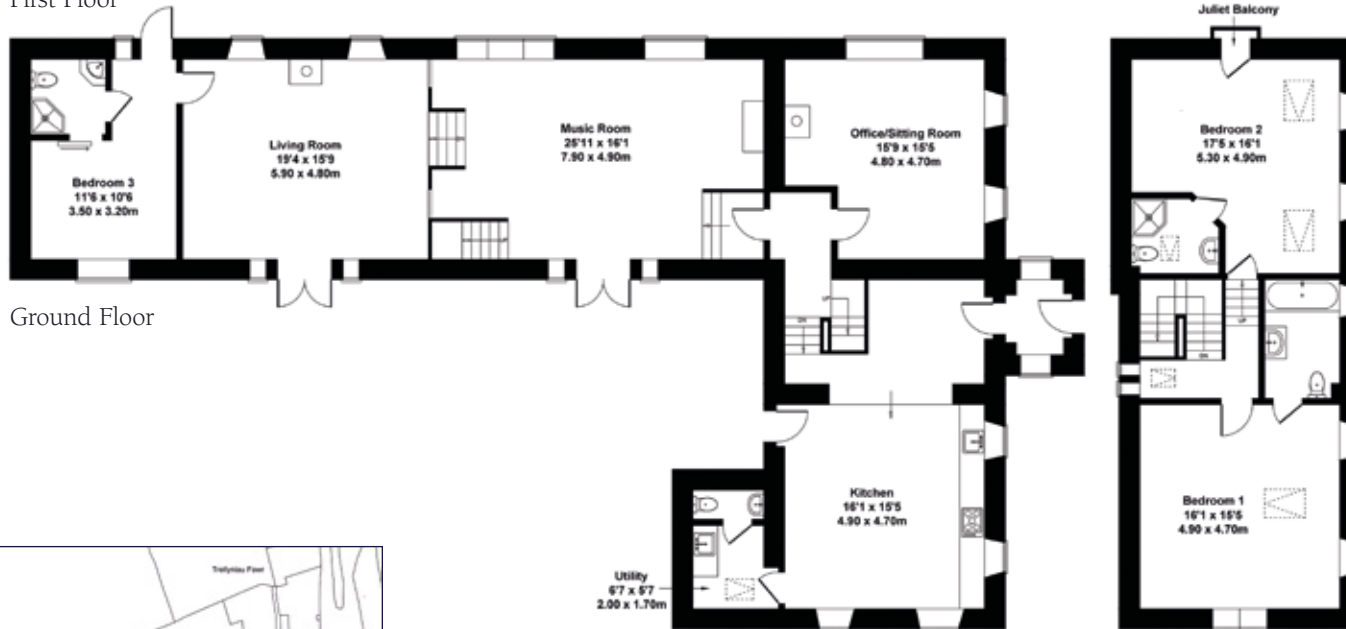 First Floor
Juliet Balcony
Music Room
25'11 x 16'1
7.90 x 4.90m
Office/Sitting Room
15'9 x 15'5
4.80 x 4.70m
Bedroom 2
17'5 x 16'1
5.30 x 4.90m
Living Room
19'4 x 15'9
5.90 x 4.80m
Bedroom 3
11'6 x 10'6
3.50 x 3.20m
UP
DN
UP
DN
Ground Floor
Kitchen
16'1 x 15'5
4.90 x 4.70m
Bedroom 1
16'1 x 15'5
4.90 x 4.70m
Utility
6'7 x 5'7
2.00 x 1.70m